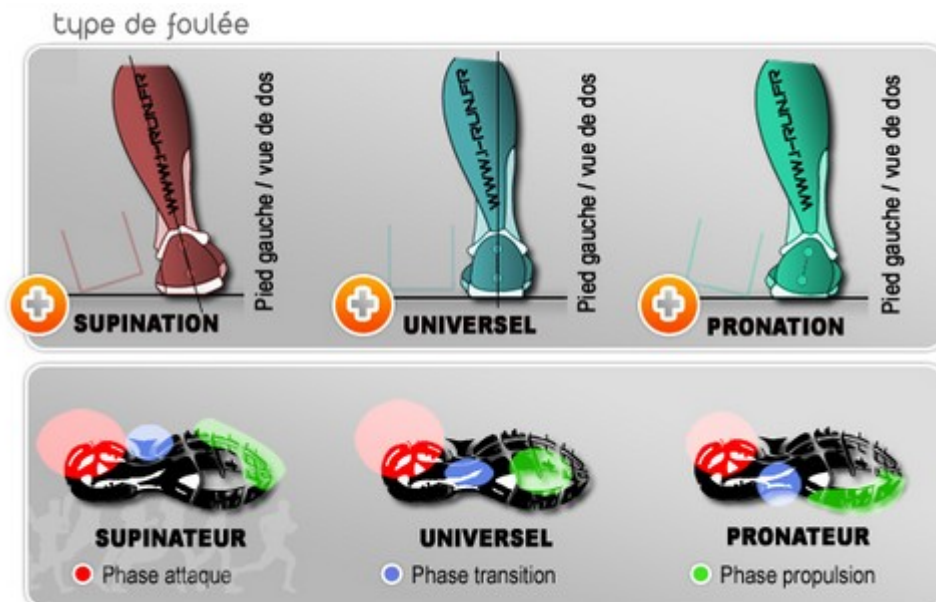 type de foulée
WWW.I-RUN.FR
Pied gauche / vue de dos
SUPINATION
WWW.I-RUN.FR
Pied gauche / vue de dos
UNIVERSEL
WWW.I-RUN.FR
Pied gauche / vue de dos
PRONATION
SUPINATEUR
UNIVERSEL
PRONATEUR
Phase attaque
Phase transition
Phase propulsion